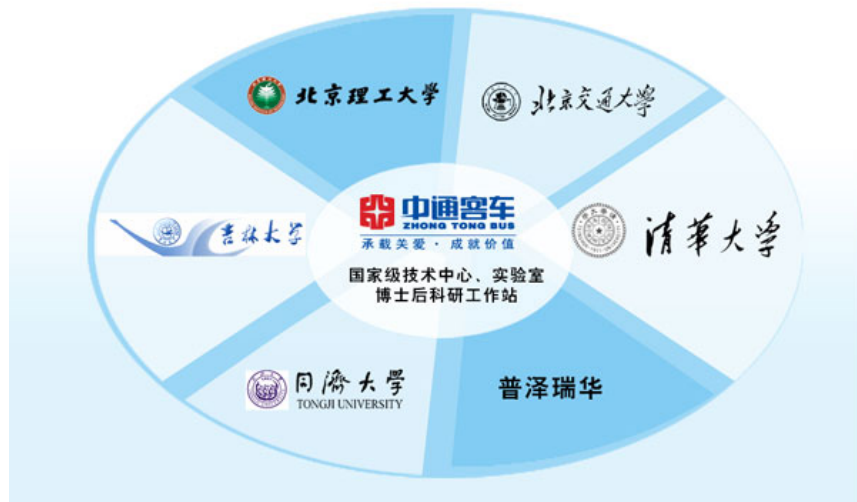 北京理工大学
北京交通大学
吉林大学
中通客车
ZHONG TONG BUS
承载关爱·成就价值
国家级技术中心、实验室
博士后科研工作站
清华大学
同濟大学
TONGJI UNIVERSITY
普泽瑞华